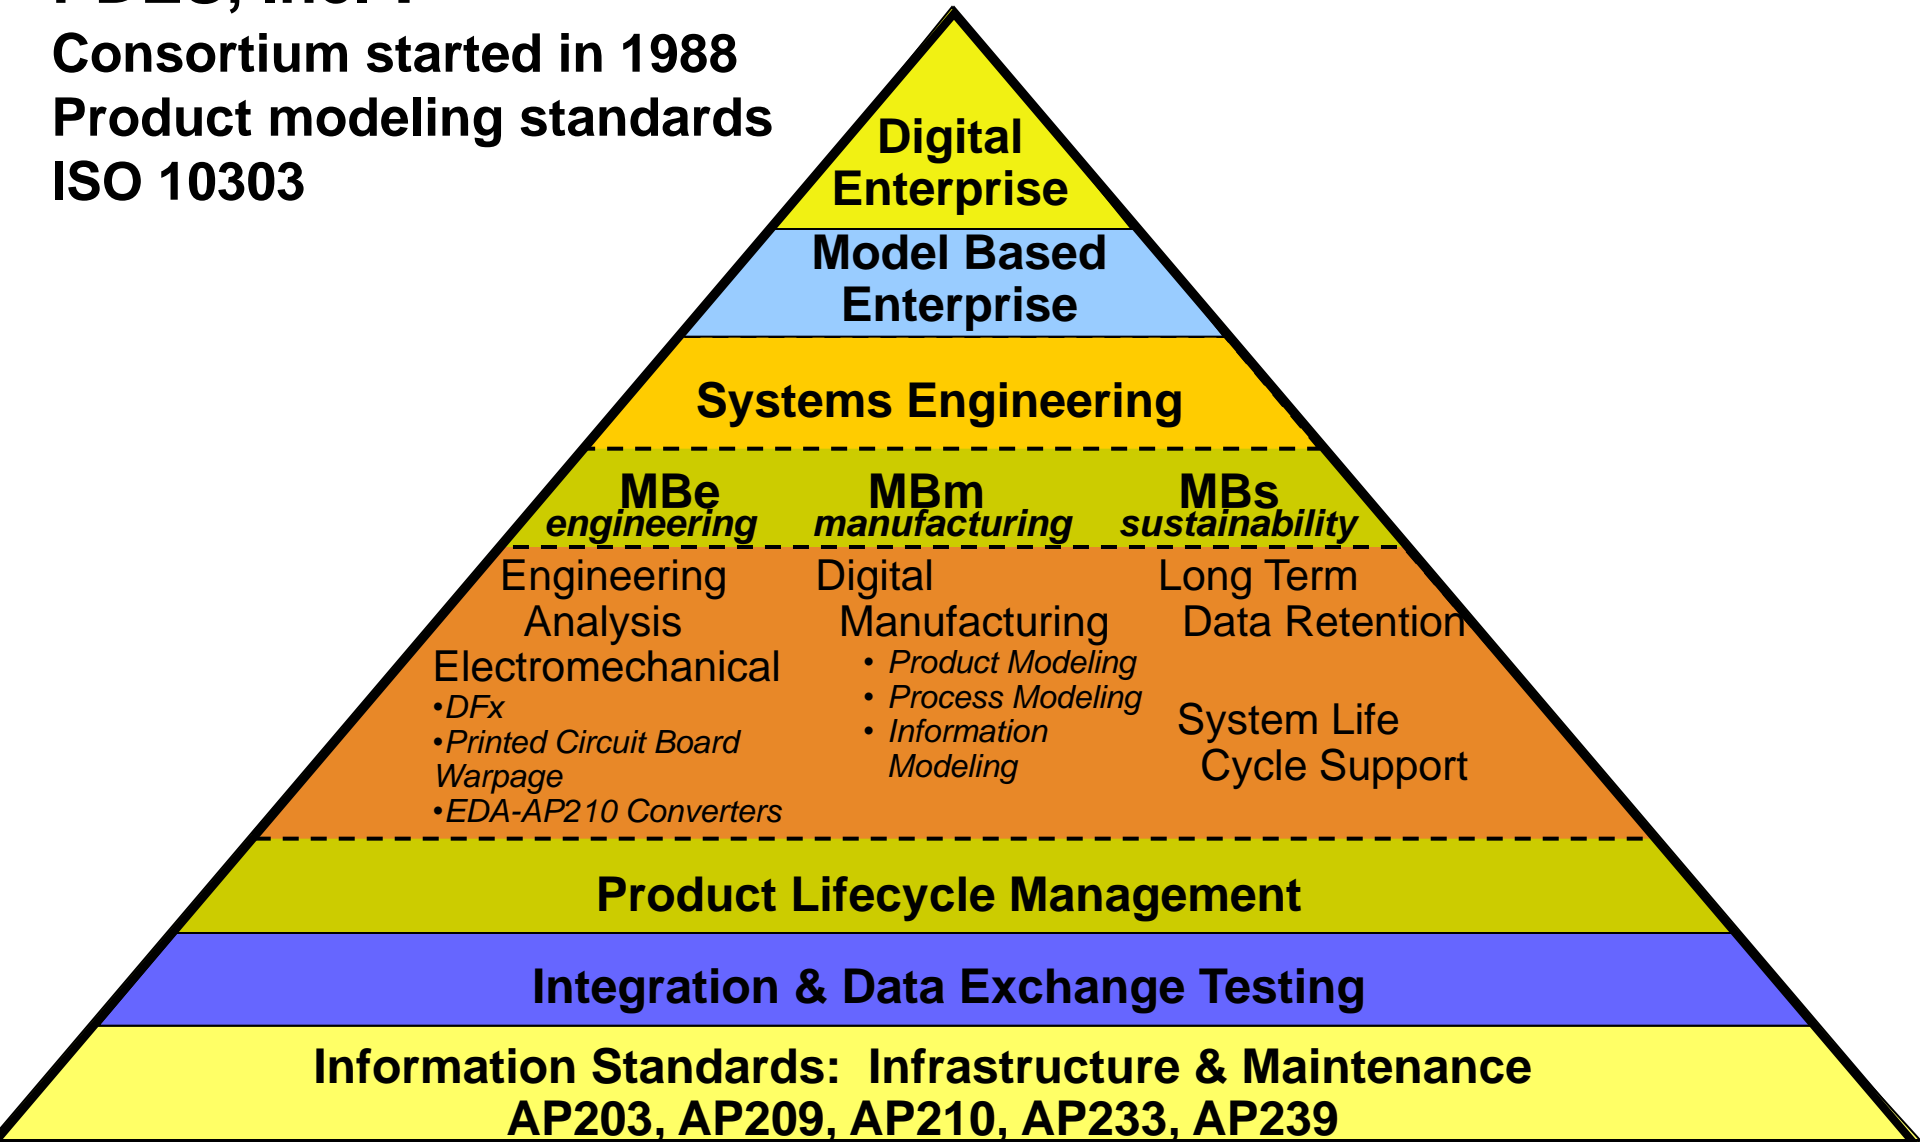 Consortium started in 1988
Product modeling standards
ISO 10303
Digital
Enterprise
Model Based
Enterprise
Systems Engineering
MBe
engineering
MBm
manufacturing
MBs
sustainability
Engineering
Analysis
Electromechanical
•DFx
•Printed Circuit Board
Warpage
•EDA-AP210 Converters
Digital
Manufacturing
• Product Modeling
• Process Modeling
• Information
Modeling
Long Term
Data Retention
System Life
Cycle Support
Product Lifecycle Management
Integration & Data Exchange Testing
Information Standards: Infrastructure & Maintenance
AP203, AP209, AP210, AP233, AP239